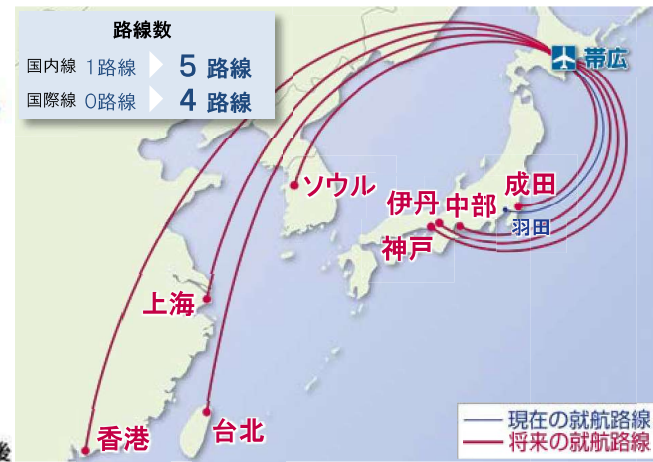 路線数
国内線 1路線 5 路線
国際線 0路線 4 路線
帯広
成田
ソウル
伊丹 中部
羽田
神戸
上海
香港
台北
現在の就航路線
将来の就航路線
後